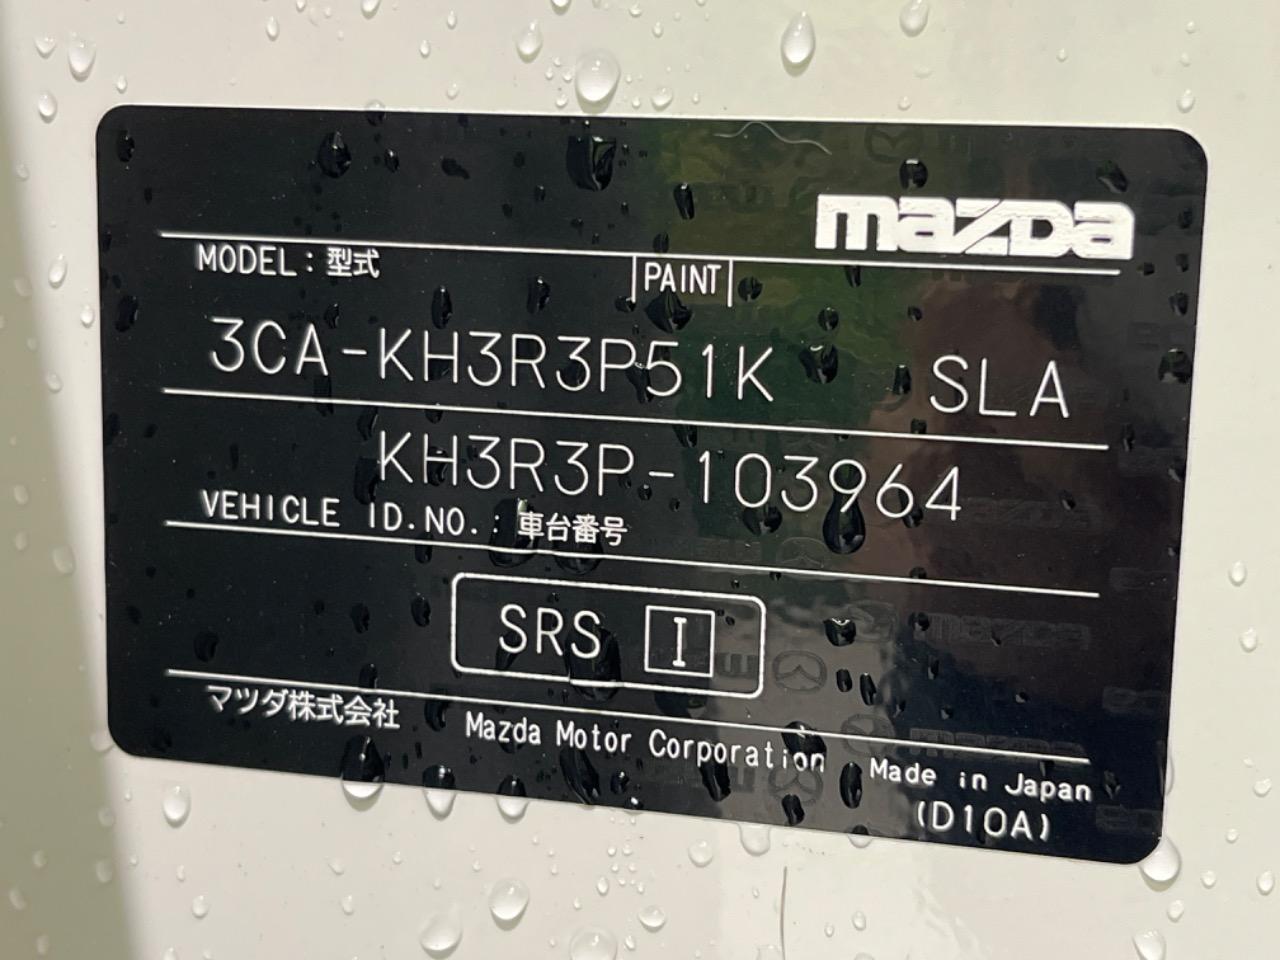 mazda
MODEL：型式 PAINT
3CA-KH3R3P51K SLA
KH3R3P-103964
VEHICLE ID.NO.：車台番号
SRS I
マツダ株式会社 Mazda Motor Corporation Made in Japan
(D10A)